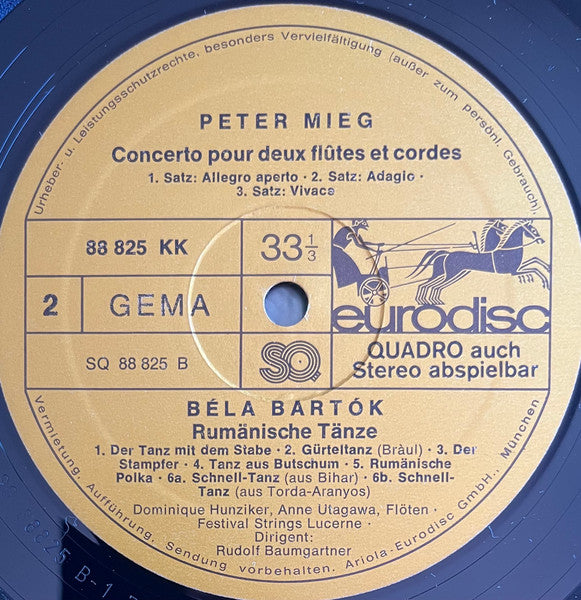 Urheber- u. Leistungsschutzrechte, besonders Vervielfältigung (außer zum persönl. Gebrauch),
PETER MIEG
Concerto pour deux flûtes et cordes
1. Satz: Allegro aperto · 2. Satz: Adagio ·
3. Satz: Vivace
88 825 KK
33 1/3
2
GEMA
eurodisc
SQ 88 825 B
SQ
QUADRO auch
Stereo abspielbar
BÉLA BARTÓK
Rumänische Tänze
1. Der Tanz mit dem Stabe · 2. Gürteltanz (Bràul) · 3. Der
Stampfer · 4. Tanz aus Butschum · 5. Rumänische
Polka · 6a. Schnell-Tanz (aus Bihar) · 6b. Schnell-
Tanz (aus Torda-Aranyos)
Dominique Hunziker, Anne Utagawa, Flöten ·
Festival Strings Lucerne ·
Dirigent:
Rudolf Baumgartner
Vermietung, Aufführung, Sendung vorbehalten. Ariola-Eurodisc GmbH., München